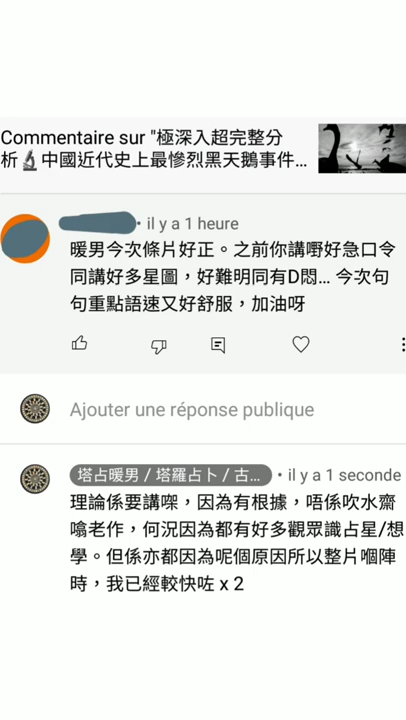 Commentaire sur "極深入超完整分
析🔬中國近代史上最慘烈黑天鵝事件...
· il y a 1 heure
暖男今次條片好正。之前你講嘢好急口令
同講好多星圖，好難明同有D悶... 今次句
句重點語速又好舒服，加油呀
Ajouter une réponse publique
塔占暖男 / 塔羅占卜 / 古... · il y a 1 seconde
理論係要講㗎，因為有根據，唔係吹水齋
噏老作，何況因為都有好多觀眾識占星/想
學。但係亦都因為呢個原因所以整片嗰陣
時，我已經較快咗 x 2